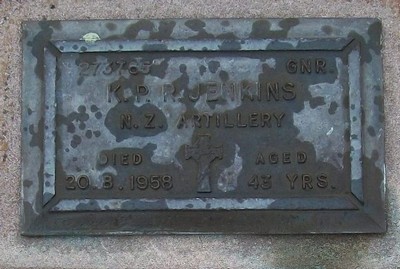 273763 GNR.
K. P. R. JENKINS
N. Z. ARTILLERY
DIED AGED
20. 8. 1958 43 YRS.